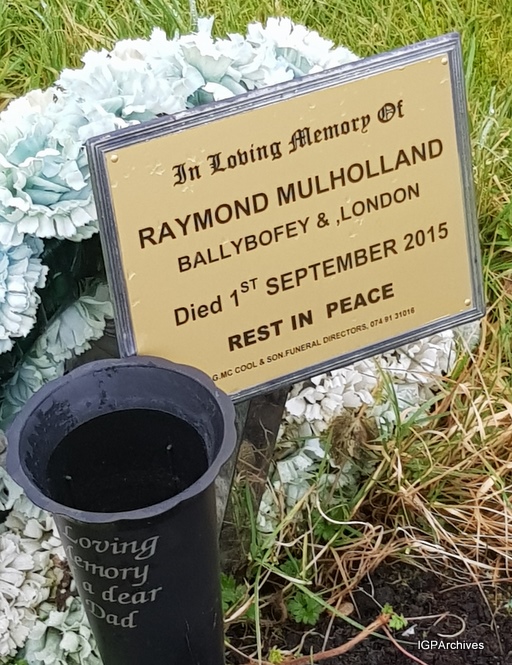 In Loving Memory Of
RAYMOND MULHOLLAND
BALLYBOFEY & ,LONDON
Died 1ST SEPTEMBER 2015
REST IN PEACE
G.MC COOL & SON.FUNERAL DIRECTORS, 074 91 31016
Loving
emory
a dear
Dad
IGPArchives